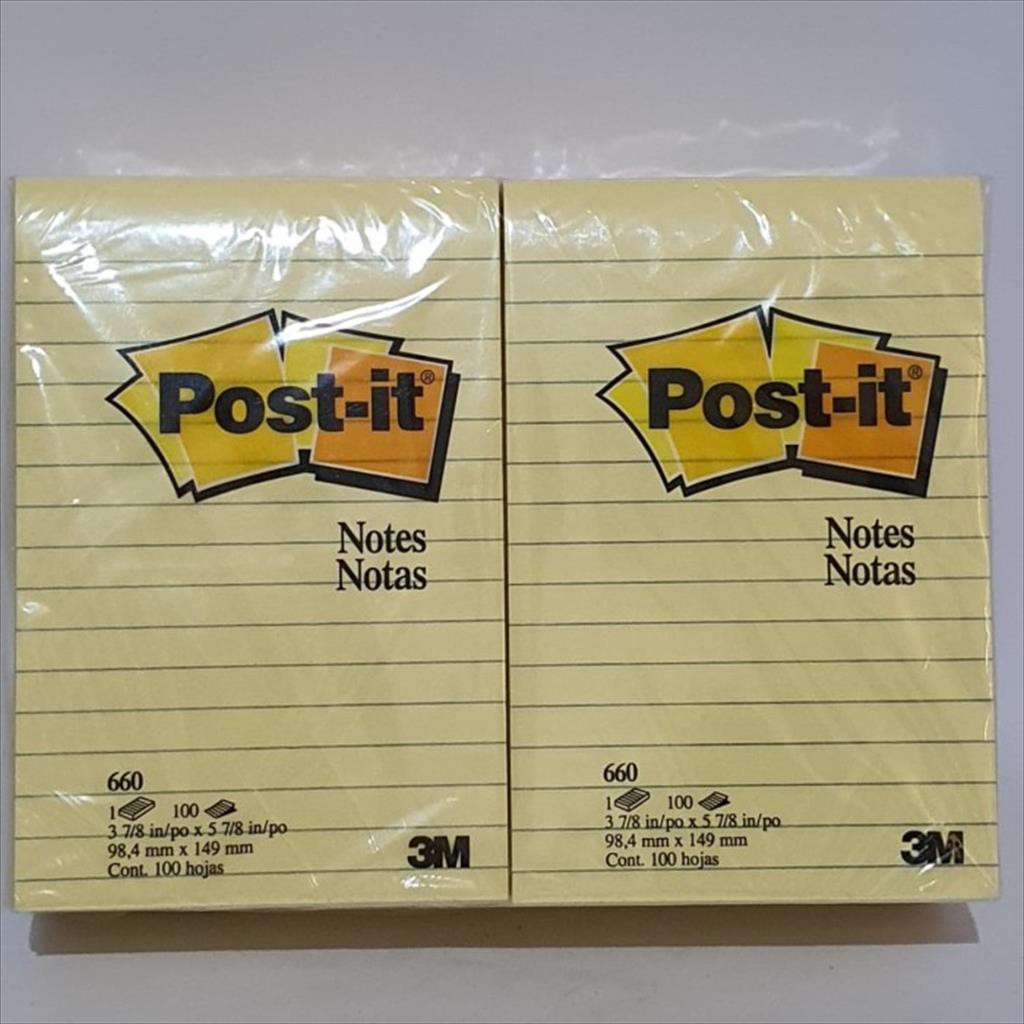 Post-it®
Notes
Notas
660
1 100
3 7/8 in/po x 5 7/8 in/po
98,4 mm x 149 mm
Cont. 100 hojas
3M
Post-it®
Notes
Notas
660
1 100
3 7/8 in/po x 5 7/8 in/po
98,4 mm x 149 mm
Cont. 100 hojas
3M